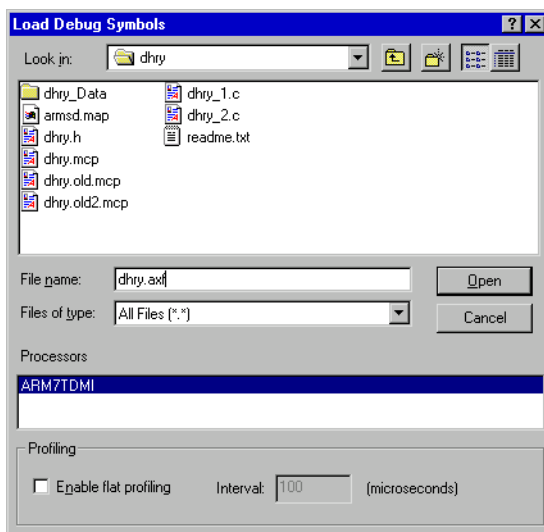 Load Debug Symbols
Look in: dhry
dhry_Data dhry_1.c
armsd.map dhry_2.c
dhry.h readme.txt
dhry.mcp
dhry.old.mcp
dhry.old2.mcp
File name: dhry.axf Open
Files of type: All Files (*.*) Cancel
Processors
ARM7TDMI
Profiling
Enable flat profiling Interval: 100 (microseconds)